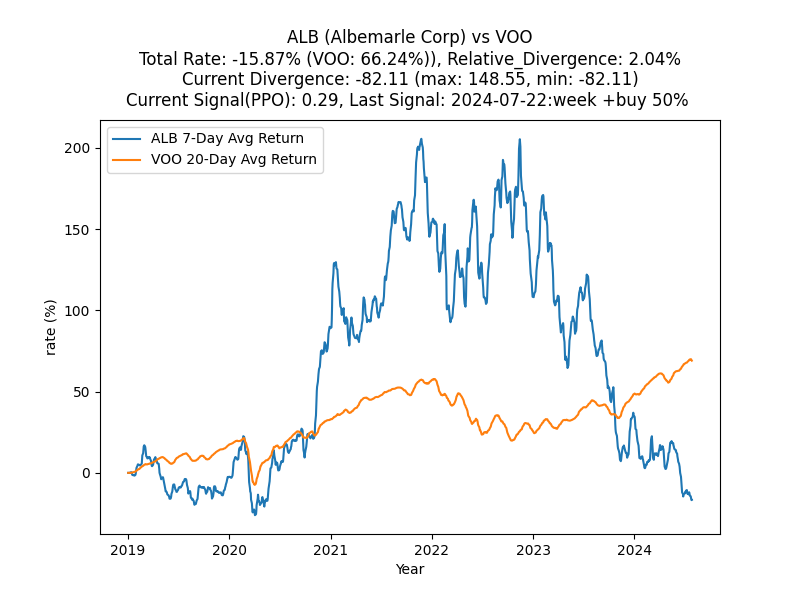 ALB (Albemarle Corp) vs VOO
Total Rate: -15.87% (VOO: 66.24%)), Relative_Divergence: 2.04%
Current Divergence: -82.11 (max: 148.55, min: -82.11)
Current Signal(PPO): 0.29, Last Signal: 2024-07-22:week +buy 50%
ALB 7-Day Avg Return
VOO 20-Day Avg Return
200
150
100
50
0
rate (%)
2019 2020 2021 2022 2023 2024
Year